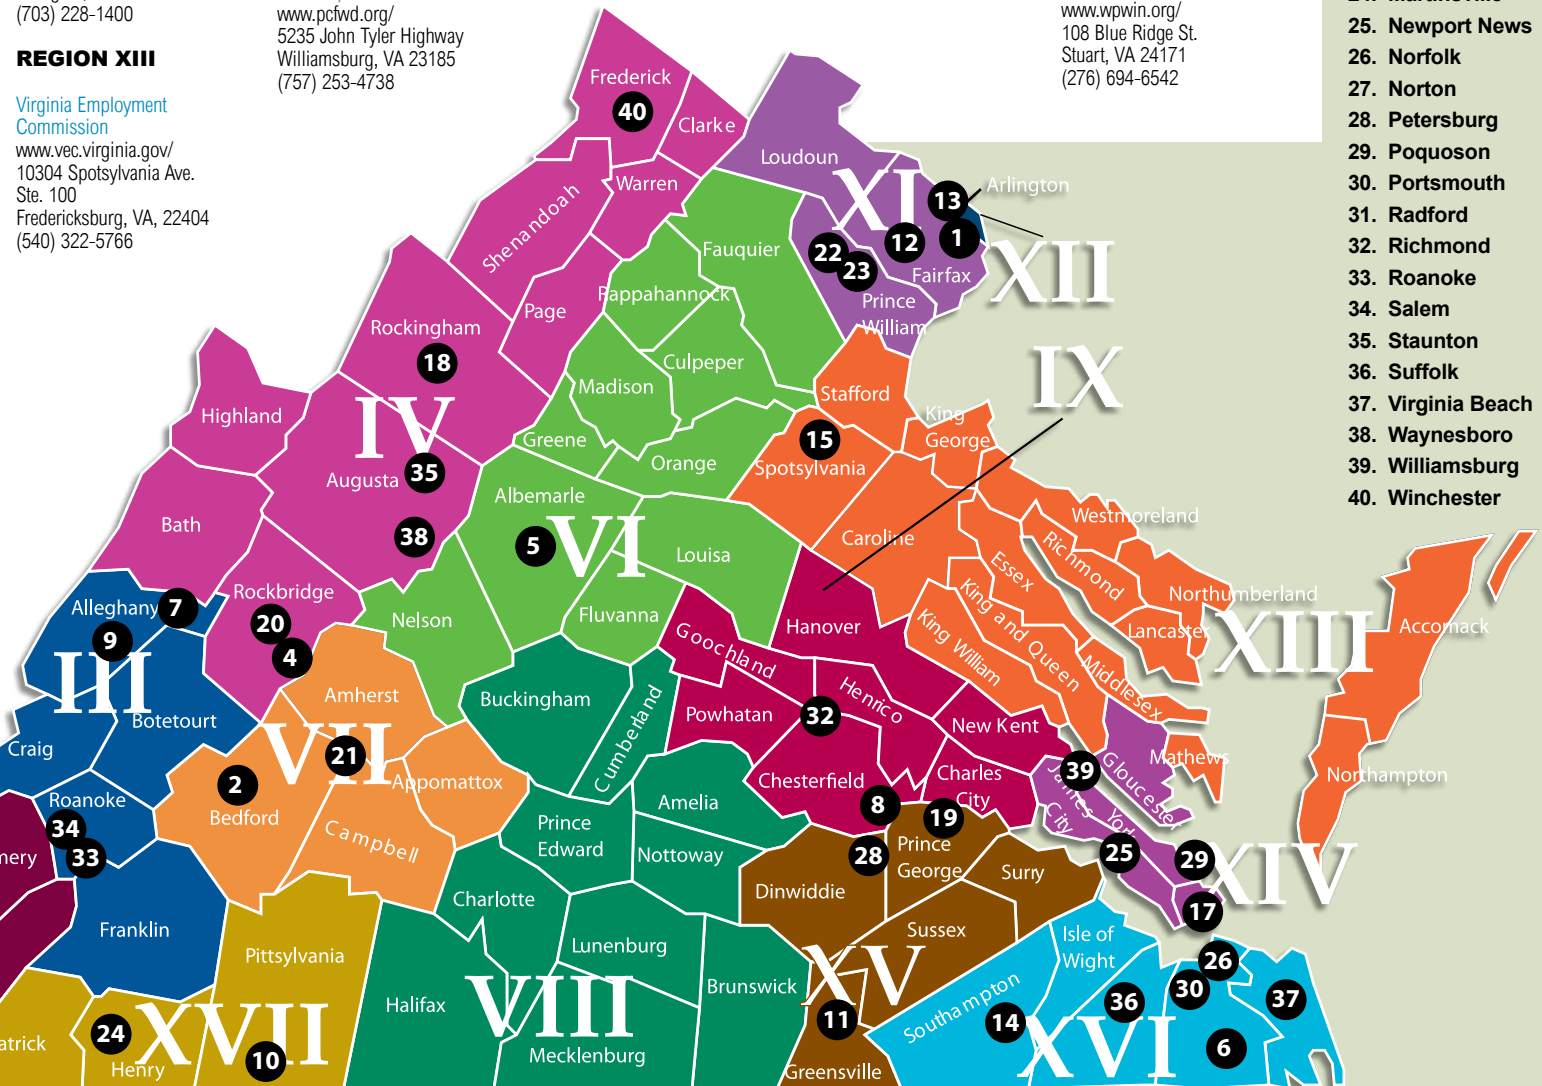 (703) 228-1400
REGION XIII
Virginia Employment
Commission
www.vec.virginia.gov/
10304 Spotsylvania Ave.
Ste. 100
Fredericksburg, VA, 22404
(540) 322-5766
www.pcfwd.org/
5235 John Tyler Highway
Williamsburg, VA 23185
(757) 253-4738
www.wpwin.org/
108 Blue Ridge St.
Stuart, VA 24171
(276) 694-6542
25. Newport News
26. Norfolk
27. Norton
28. Petersburg
29. Poquoson
30. Portsmouth
31. Radford
32. Richmond
33. Roanoke
34. Salem
35. Staunton
36. Suffolk
37. Virginia Beach
38. Waynesboro
39. Williamsburg
40. Winchester
Frederick
40
Clarke
Loudoun
Warren
Shenandoah
XI
13
Arlington
Fauquier
22
23
12
1
XII
Fairfax
Page
Rappahannock
Prince
William
Rockingham
18
Culpeper
Madison
IX
Stafford
Highland
IV
King
George
Greene
15
Orange
Spotsylvania
Augusta
35
Albemarle
Bath
38
5
VI
Louisa
Caroline
Westmoreland
Richmond
Essex
Northumberland
Alleghany
7
Rockbridge
20
4
9
III
Nelson
Fluvanna
Hanover
Goochland
King William
King and Queen
Lancaster
XIII
Accomack
Middlesex
Amherst
Buckingham
Cumberland
Powhatan
Henrico
32
New Kent
Botetourt
Craig
VII
21
Appomattox
2
Bedford
Campbell
Chesterfield
8
Charles
City
39
Gloucester
Mathews
Northampton
James
City
York
Roanoke
34
33
mery
Prince
Edward
Amelia
Nottoway
19
28
Prince
George
Surry
25
29
XIV
17
Dinwiddie
Charlotte
Franklin
Pittsylvania
Lunenburg
Sussex
Isle of
Wight
26
30
37
Halifax
VIII
Brunswick
XV
11
Southampton
14
36
XVI
6
24
XVII
10
atrick
Henry
Mecklenburg
Greensville